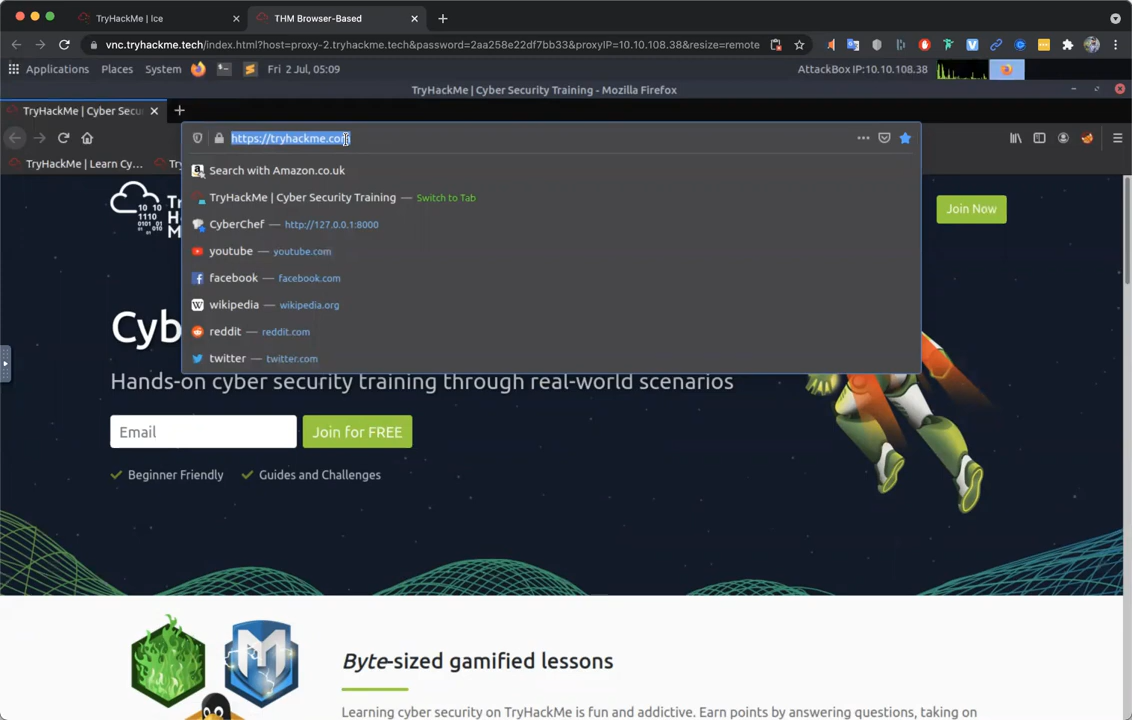 TryHackMe | Ice
THM Browser-Based
vnc.tryhackme.tech/index.html?host=proxy-2.tryhackme.tech&password=2aa258e22df7bb33&proxyIP=10.10.108.38&resize=remote
Applications Places System Fri 2 Jul, 05:09 AttackBox IP:10.10.108.38
TryHackMe | Cyber Security Training - Mozilla Firefox
TryHackMe | Cyber Secu
https://tryhackme.com
TryHackMe | Learn Cy... Try
Search with Amazon.co.uk
TryHackMe | Cyber Security Training — Switch to Tab
CyberChef — http://127.0.0.1:8000
youtube — youtube.com
facebook — facebook.com
wikipedia — wikipedia.org
reddit — reddit.com
twitter — twitter.com
Join Now
10 10
1110
0101 01
Cyb
Hands-on cyber security training through real-world scenarios
Email Join for FREE
Beginner Friendly Guides and Challenges
Byte-sized gamified lessons
Learning cyber security on TryHackMe is fun and addictive. Earn points by answering questions, taking on